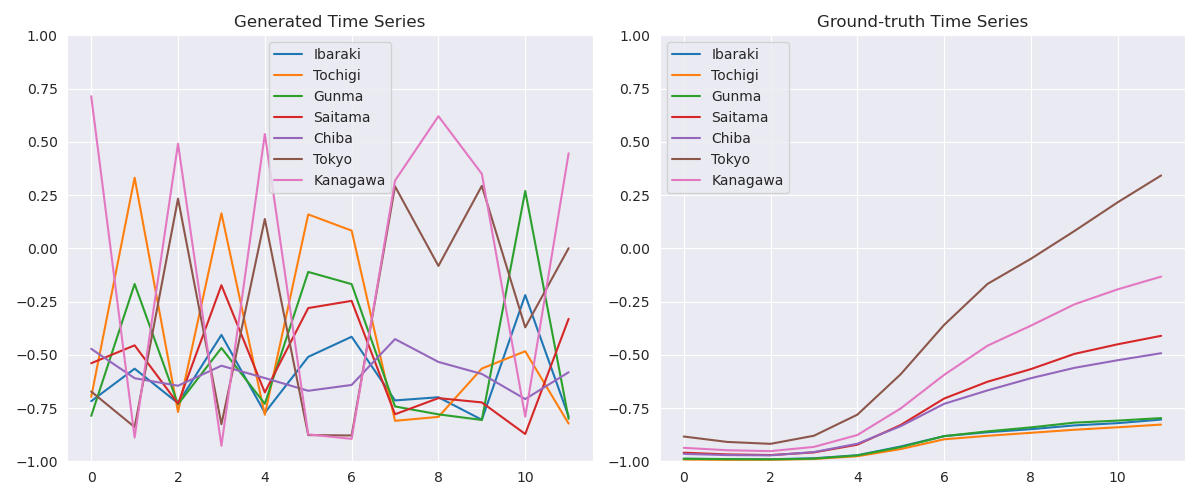 Generated Time Series
1.00
0.75
0.50
0.25
0.00
−0.25
−0.50
−0.75
−1.00
0
2
4
6
8
10
Ibaraki
Tochigi
Gunma
Saitama
Chiba
Tokyo
Kanagawa
Ground-truth Time Series
1.00
0.75
0.50
0.25
0.00
−0.25
−0.50
−0.75
−1.00
0
2
4
6
8
10
Ibaraki
Tochigi
Gunma
Saitama
Chiba
Tokyo
Kanagawa